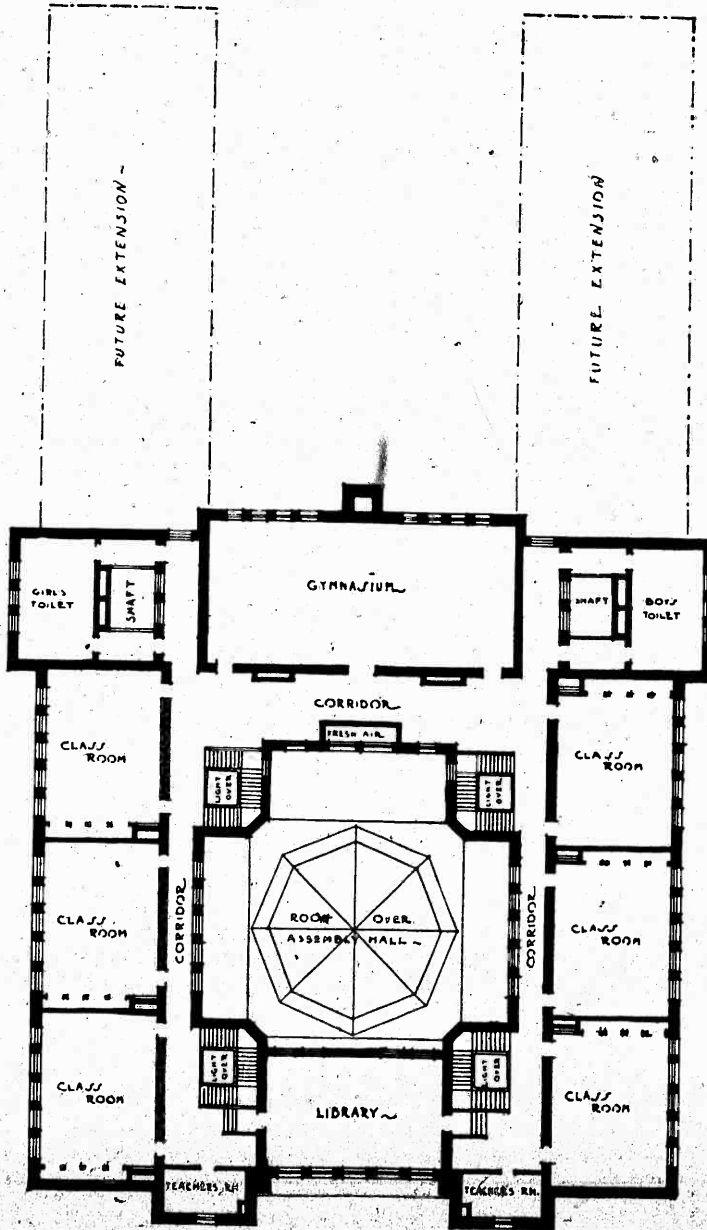 FUTURE EXTENSION ~
FUTURE EXTENSION
GYMNASIUM ~
GIRLS
TOILET
SHAFT
SHAFT
BOYS
TOILET
CORRIDOR
FRESH AIR
CLASS
ROOM
LIGHT
OVER
LIGHT
OVER
CLASS
ROOM
CLASS
ROOM
CORRIDOR
ROOF OVER
ASSEMBLY HALL ~
CORRIDOR
CLASS
ROOM
CLASS
ROOM
LIGHT
OVER
LIBRARY ~
LIGHT
OVER
CLASS
ROOM
TEACHERS RM.
TEACHERS RM.